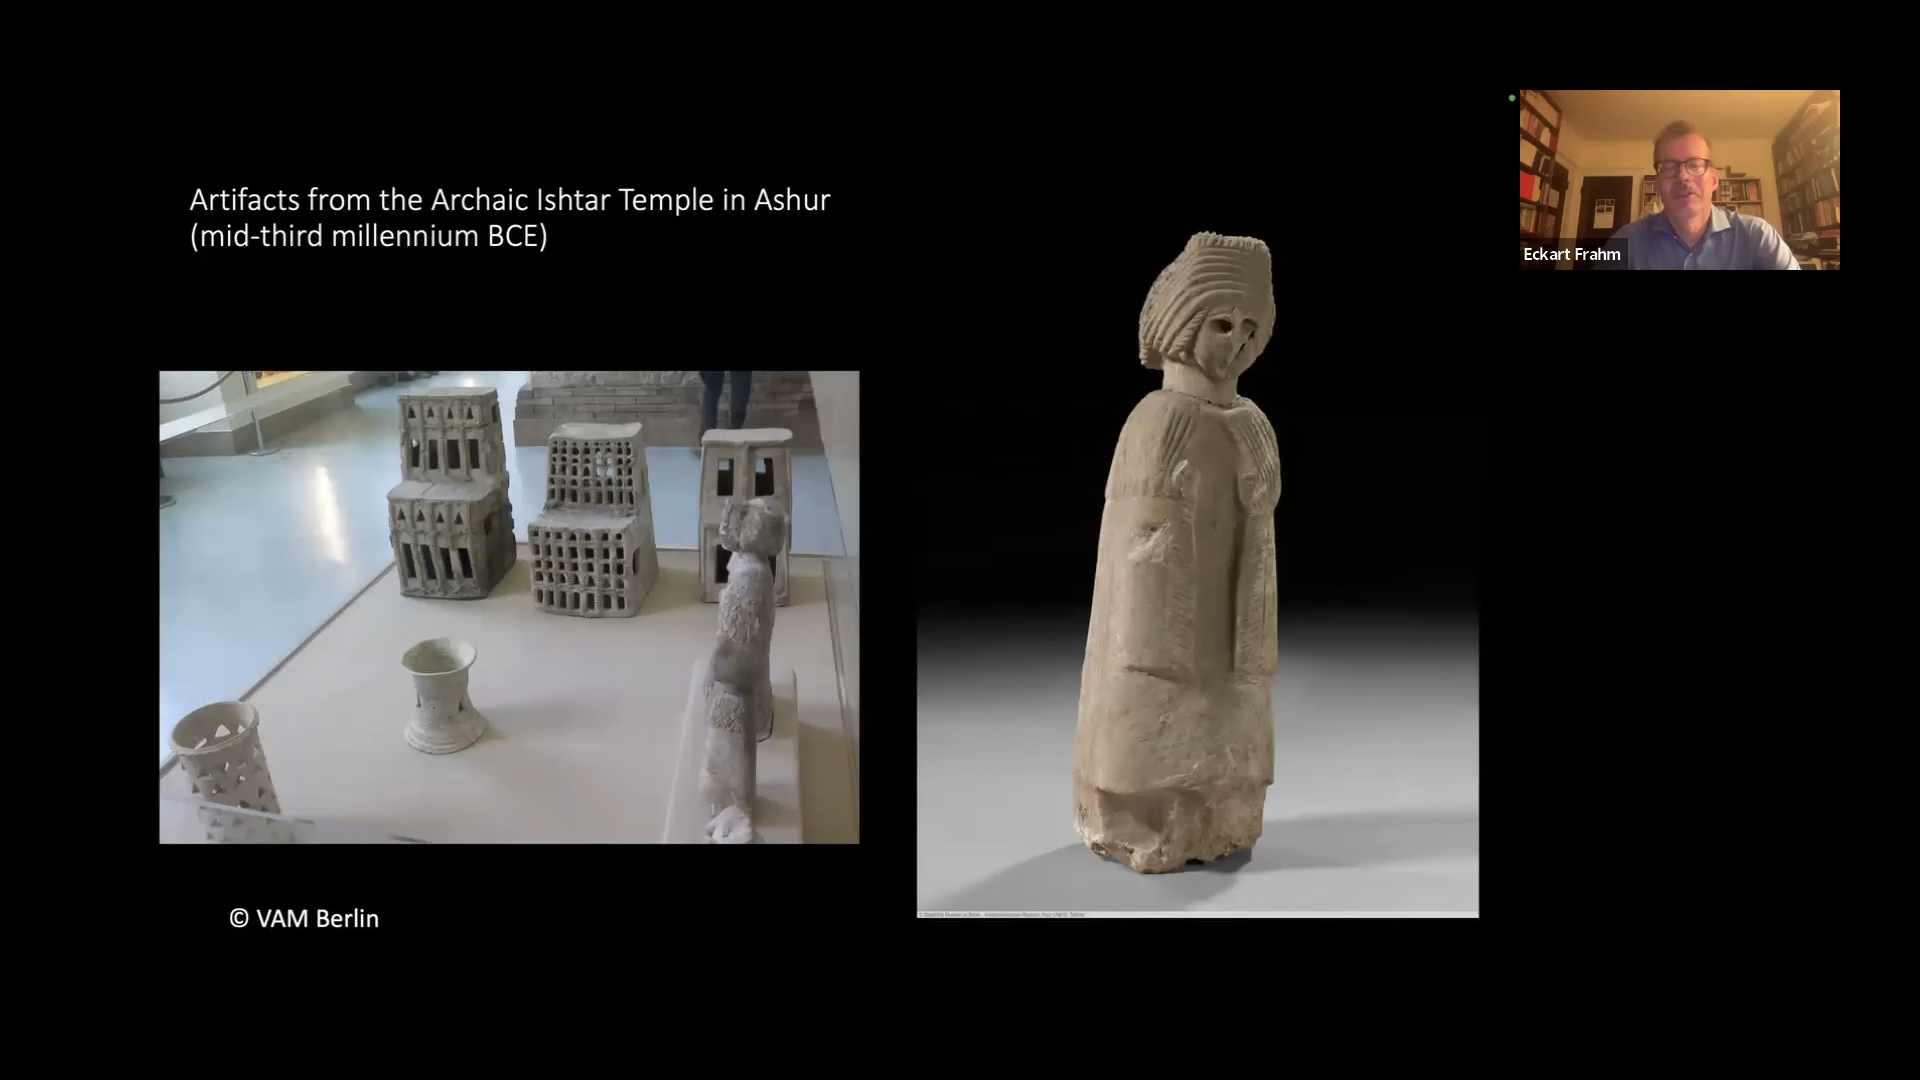 Artifacts from the Archaic Ishtar Temple in Ashur
(mid-third millennium BCE)
Eckart Frahm
© VAM Berlin